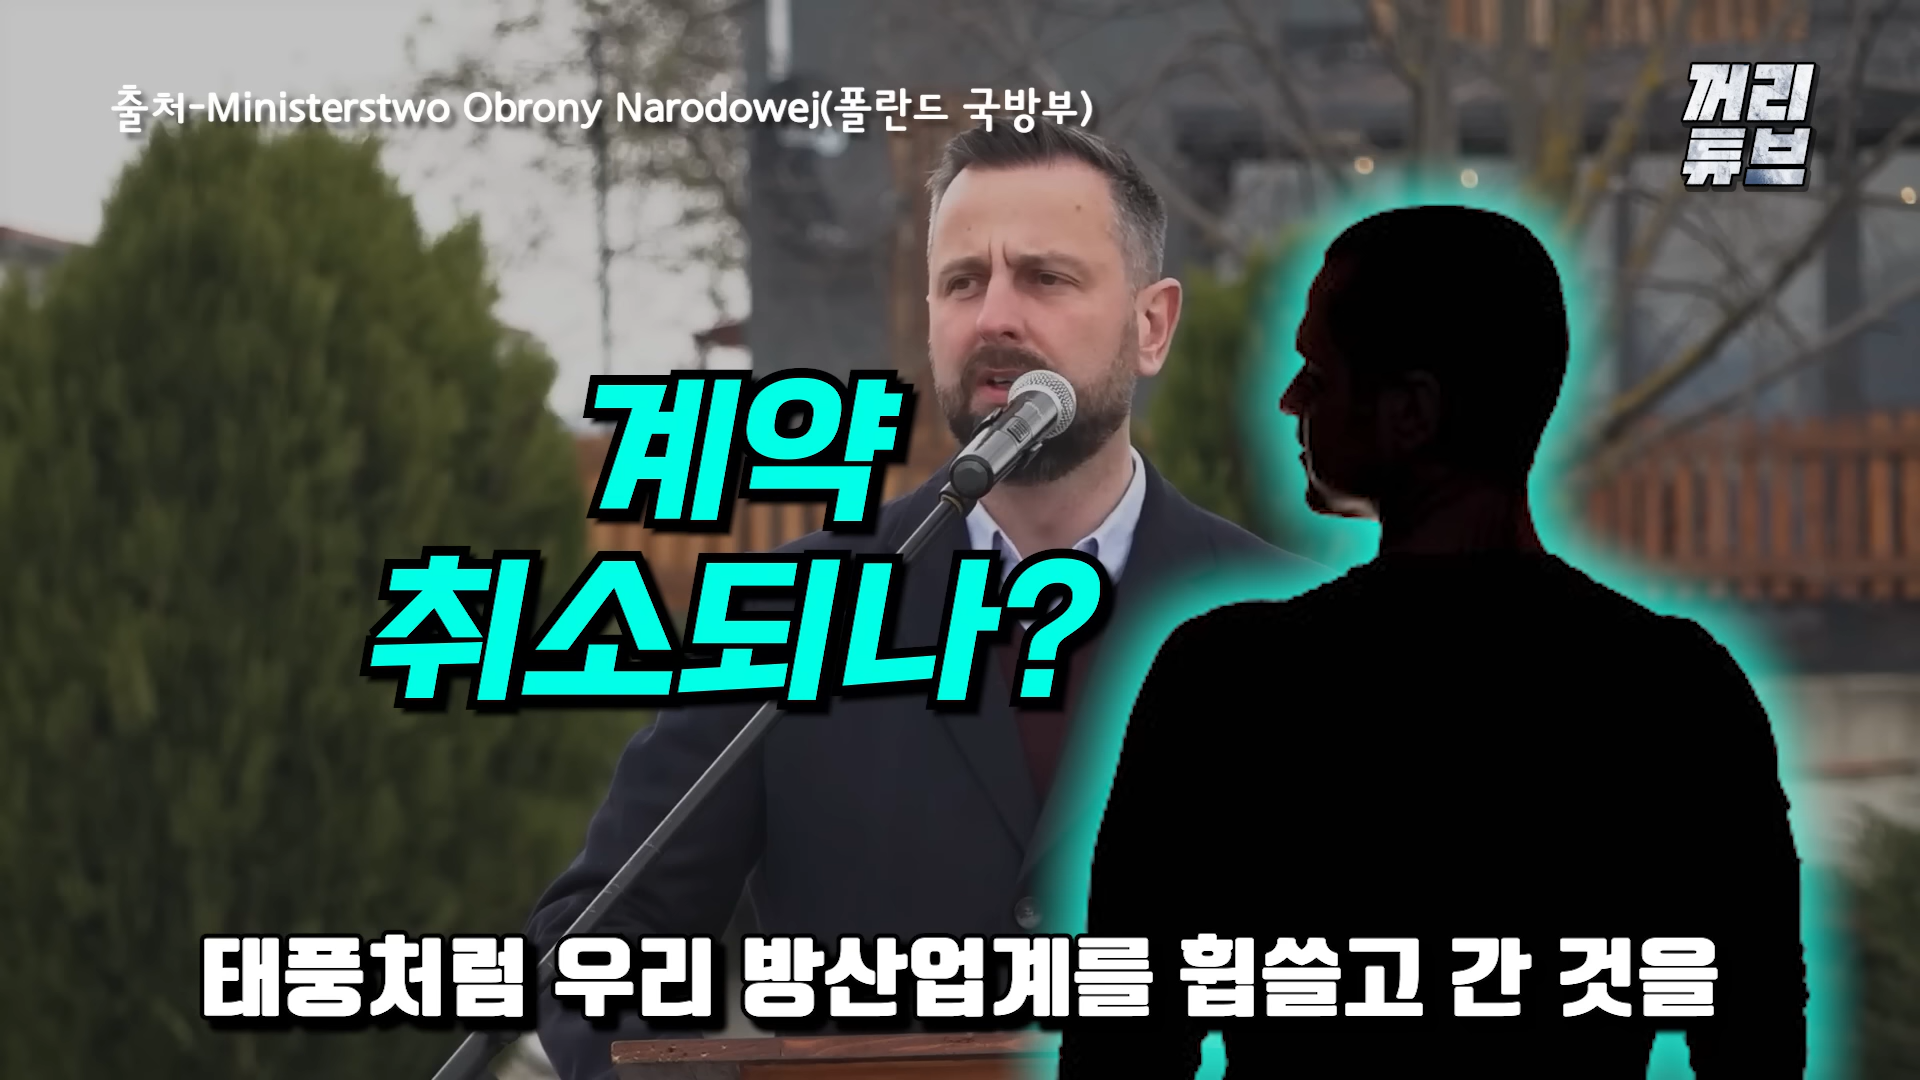 출처-Ministerstwo Obrony Narodowej(폴란드 국방부)
꺼리
튜브
계약
취소되나?
태풍처럼 우리 방산업계를 휩쓸고 간 것을